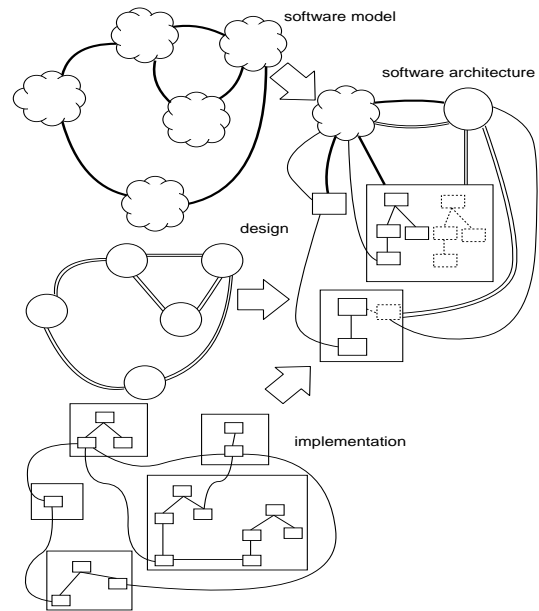 software model
software architecture
design
implementation